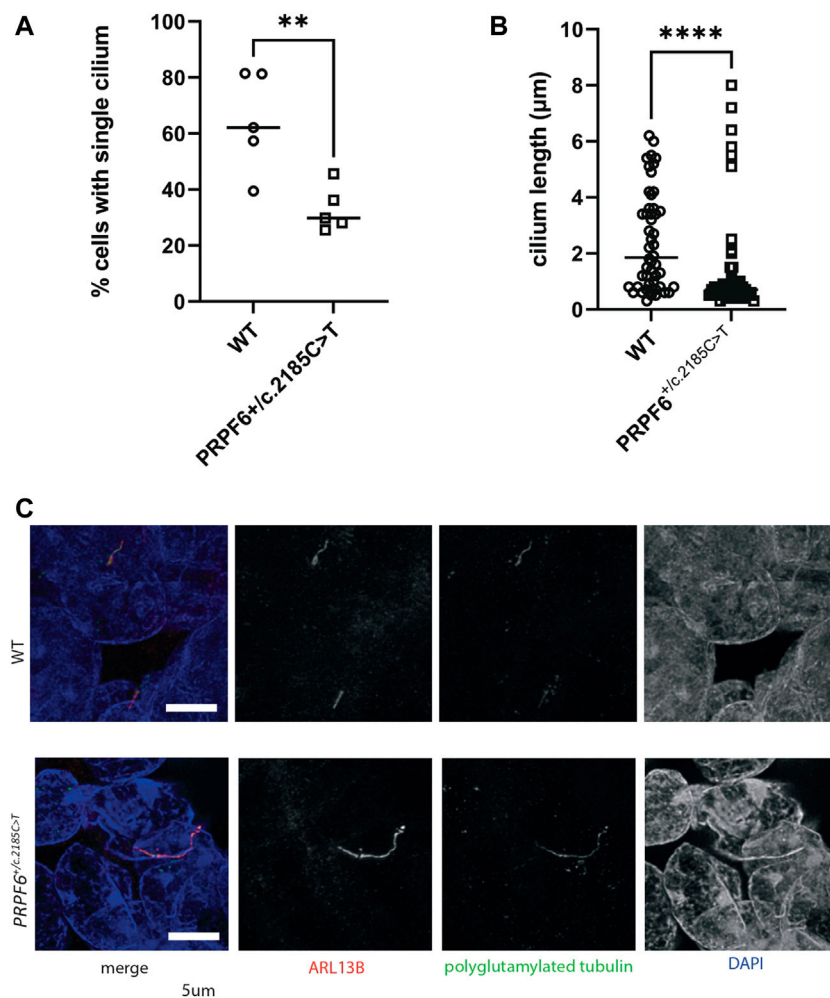 A
% cells with single cilium
100
80
60
40
20
0
**
WT
PRPF6+/c.2185C>T
B
cilium length (µm)
10
8
6
4
2
0
****
WT
PRPF6+/c.2185C>T
C
WT
PRPF6+/c.2185C>T
merge
ARL13B
polyglutamylated tubulin
DAPI
5um